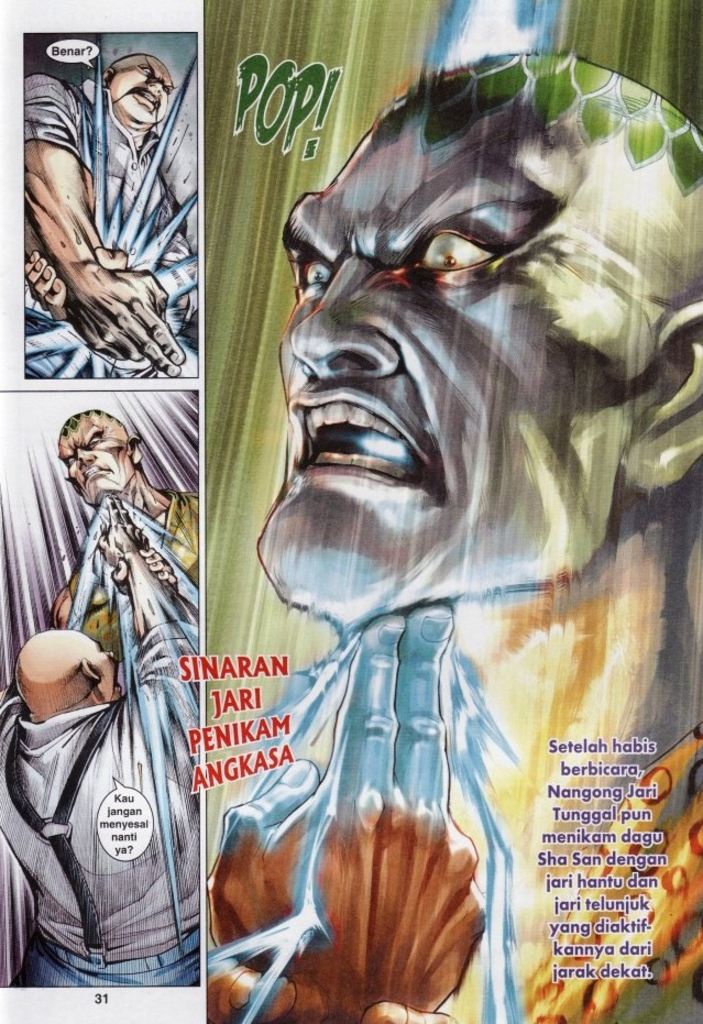 Benar?
POP!
Kau
jangan
menyesal
nanti
ya?
SINARAN
JARI
PENIKAM
ANGKASA
Setelah habis
berbicara,
Nangong Jari
Tunggal pun
menikam dagu
Sha San dengan
jari hantu dan
jari telunjuk
yang diaktif-
kannya dari
jarak dekat.
31